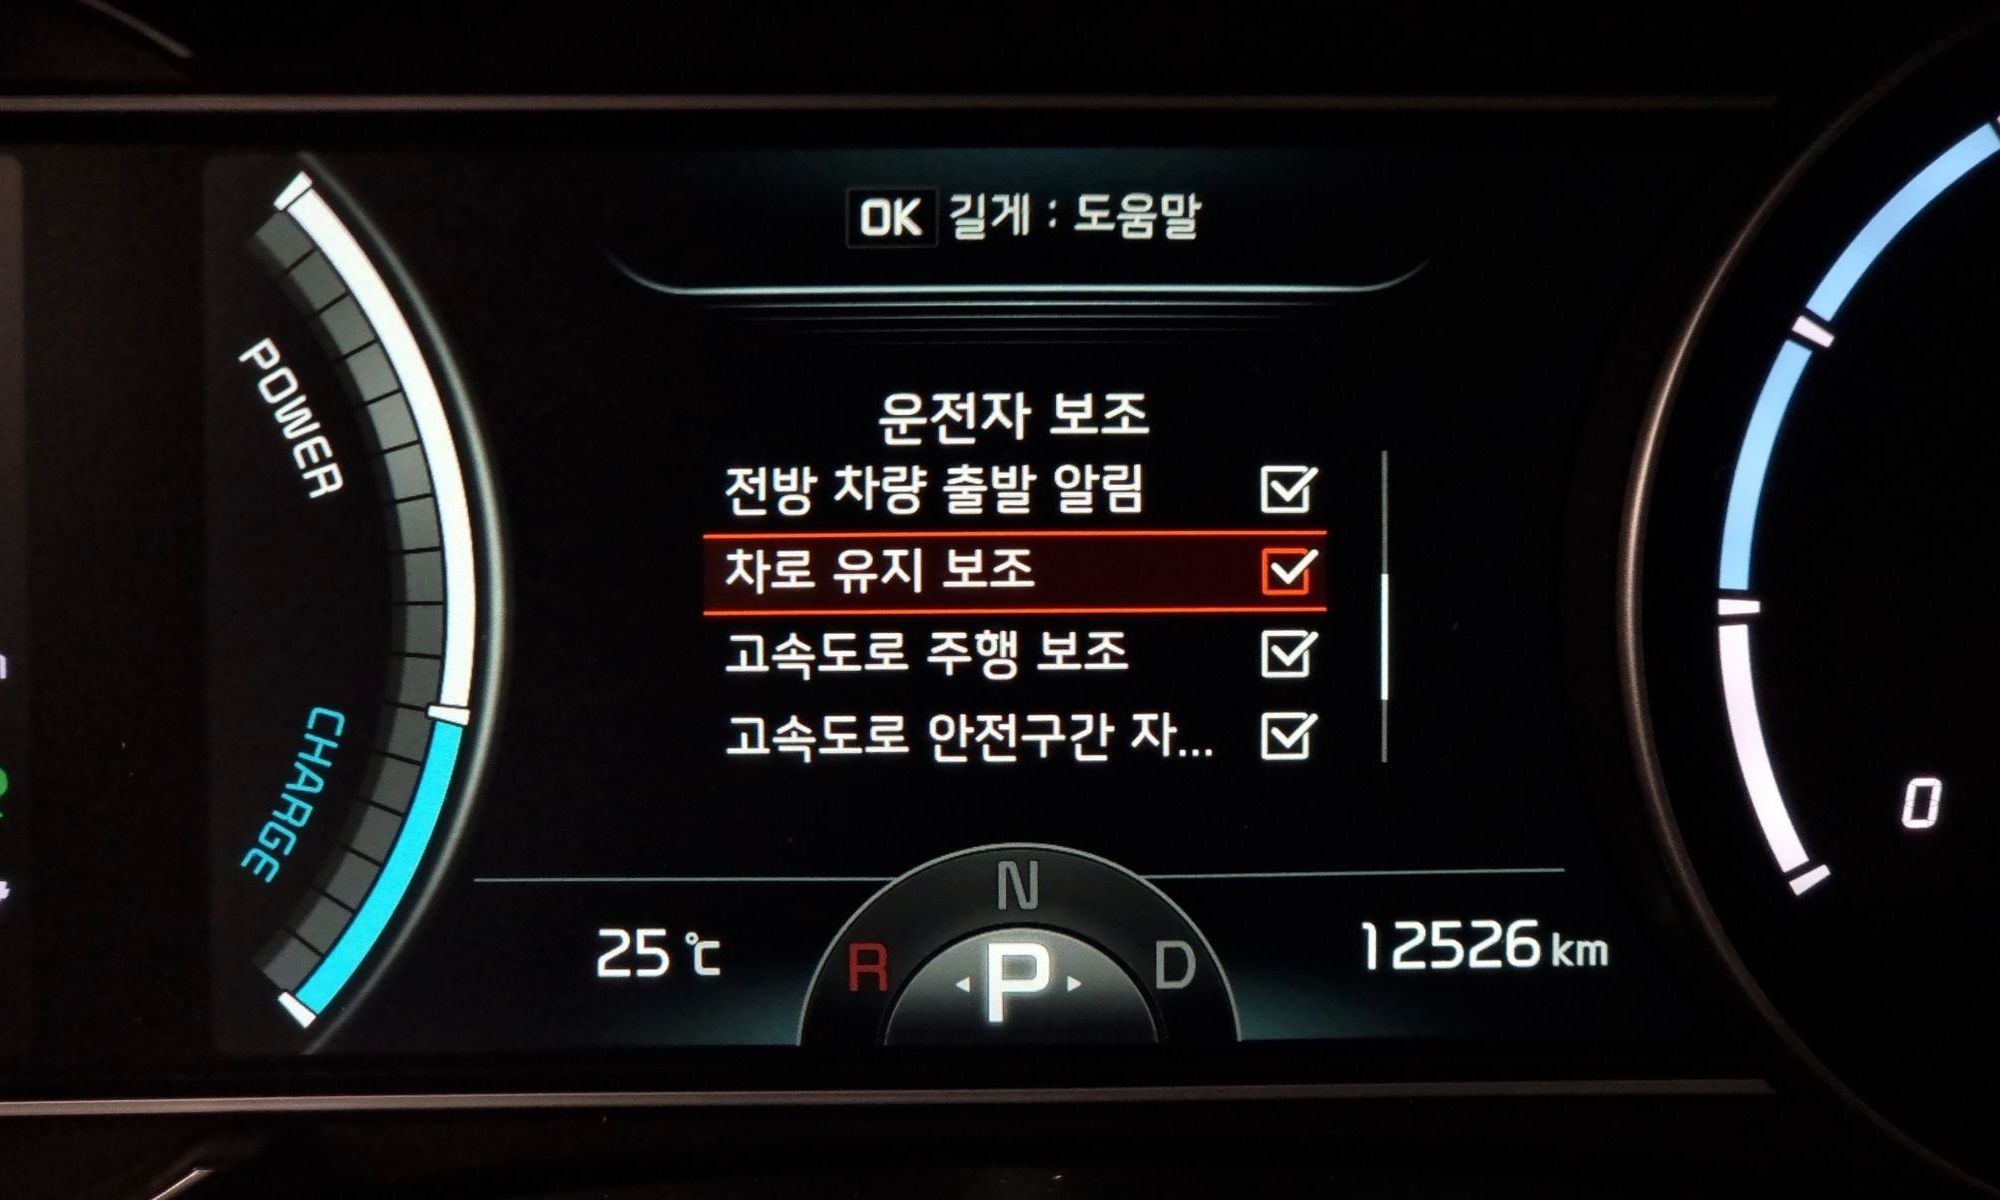 OK 길게 : 도움말
운전자 보조
전방 차량 출발 알림
차로 유지 보조
고속도로 주행 보조
고속도로 안전구간 자...
POWER
CHARGE
0
N
R P D
25 ℃
12526 km